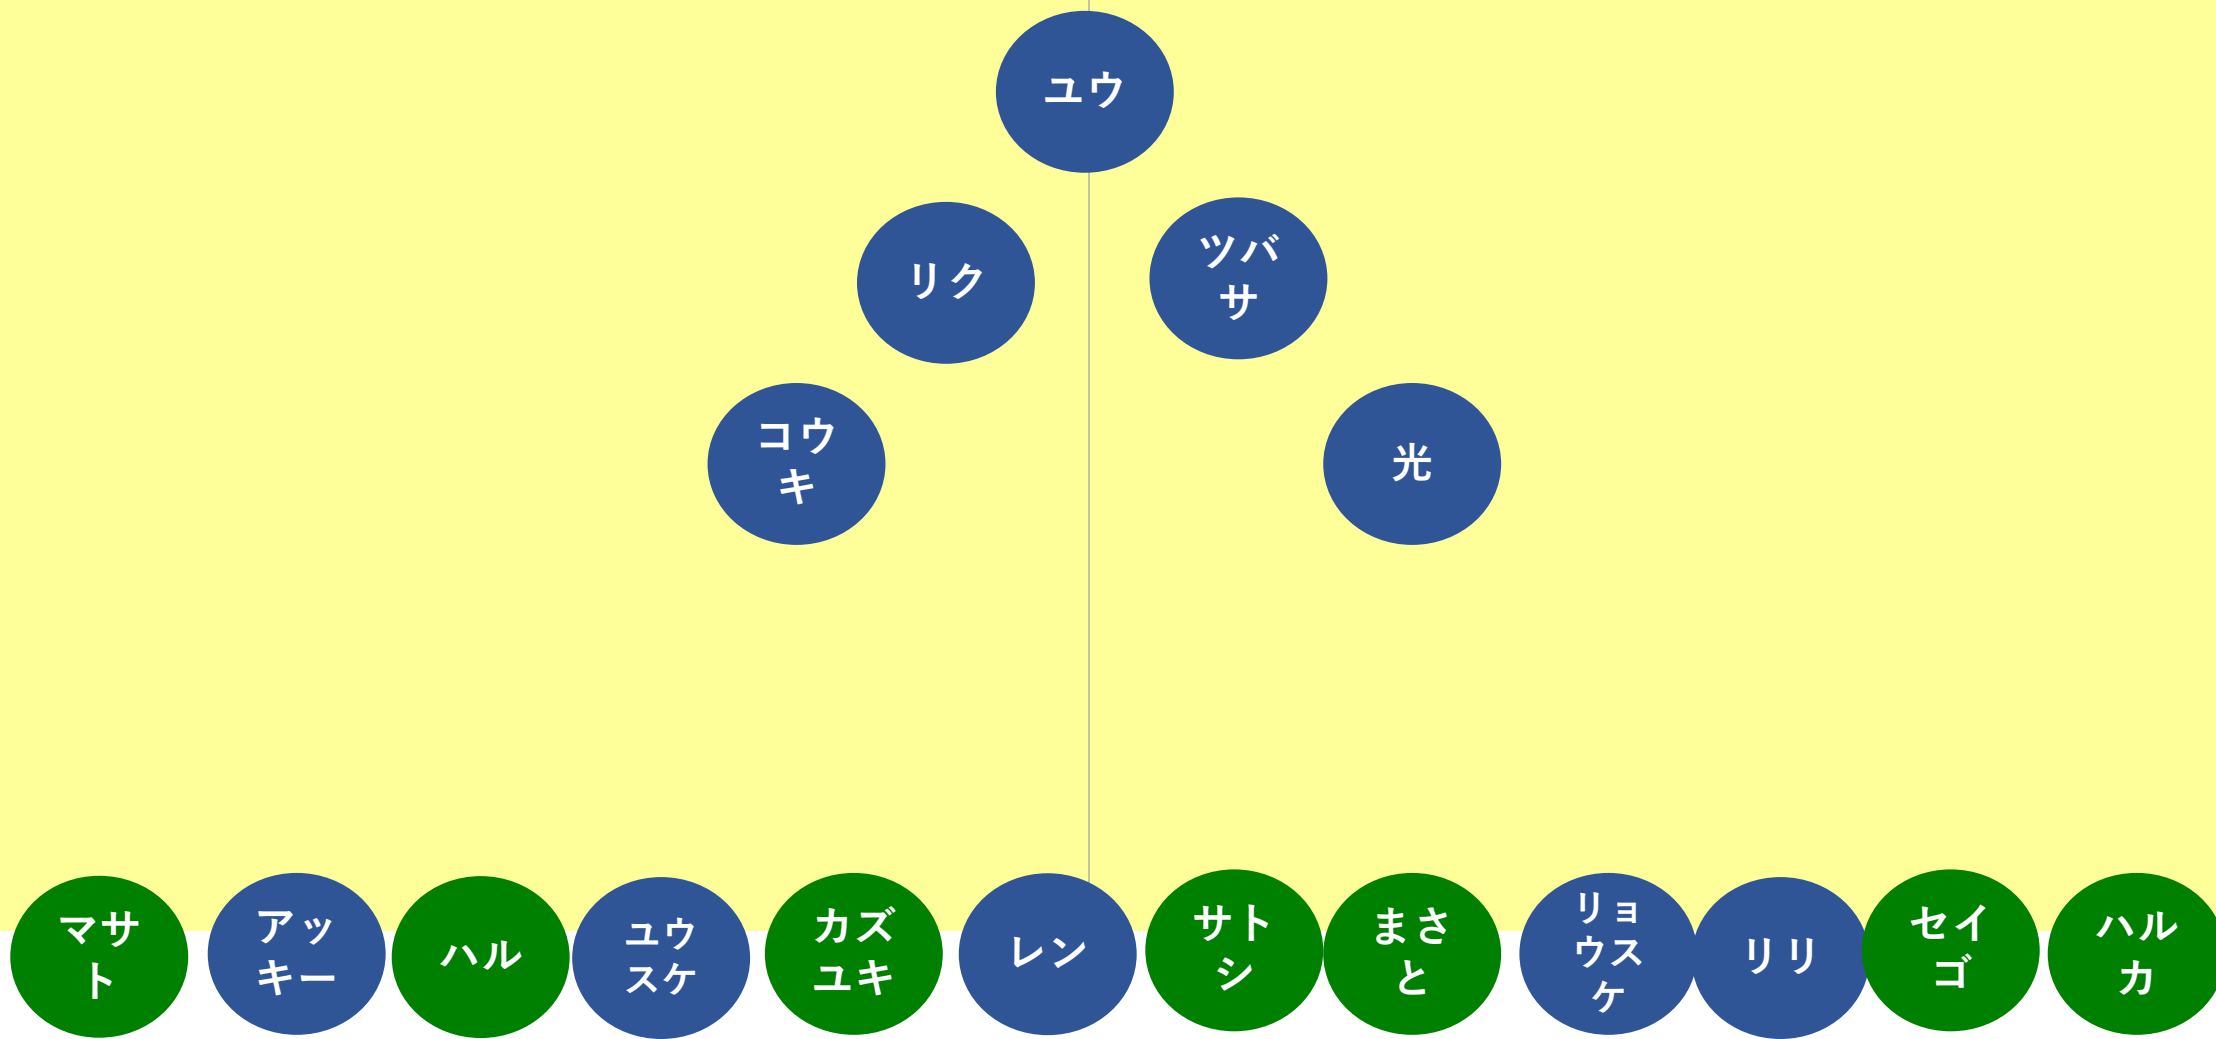 ユウ
リク
ツバ
サ
コウ
キ
光
マサ
ト
アッ
キー
ハル
ユウ
スケ
カズ
ユキ
レン
サト
シ
まさ
と
リョ
ウス
ケ
リリ
セイ
ゴ
ハル
カ